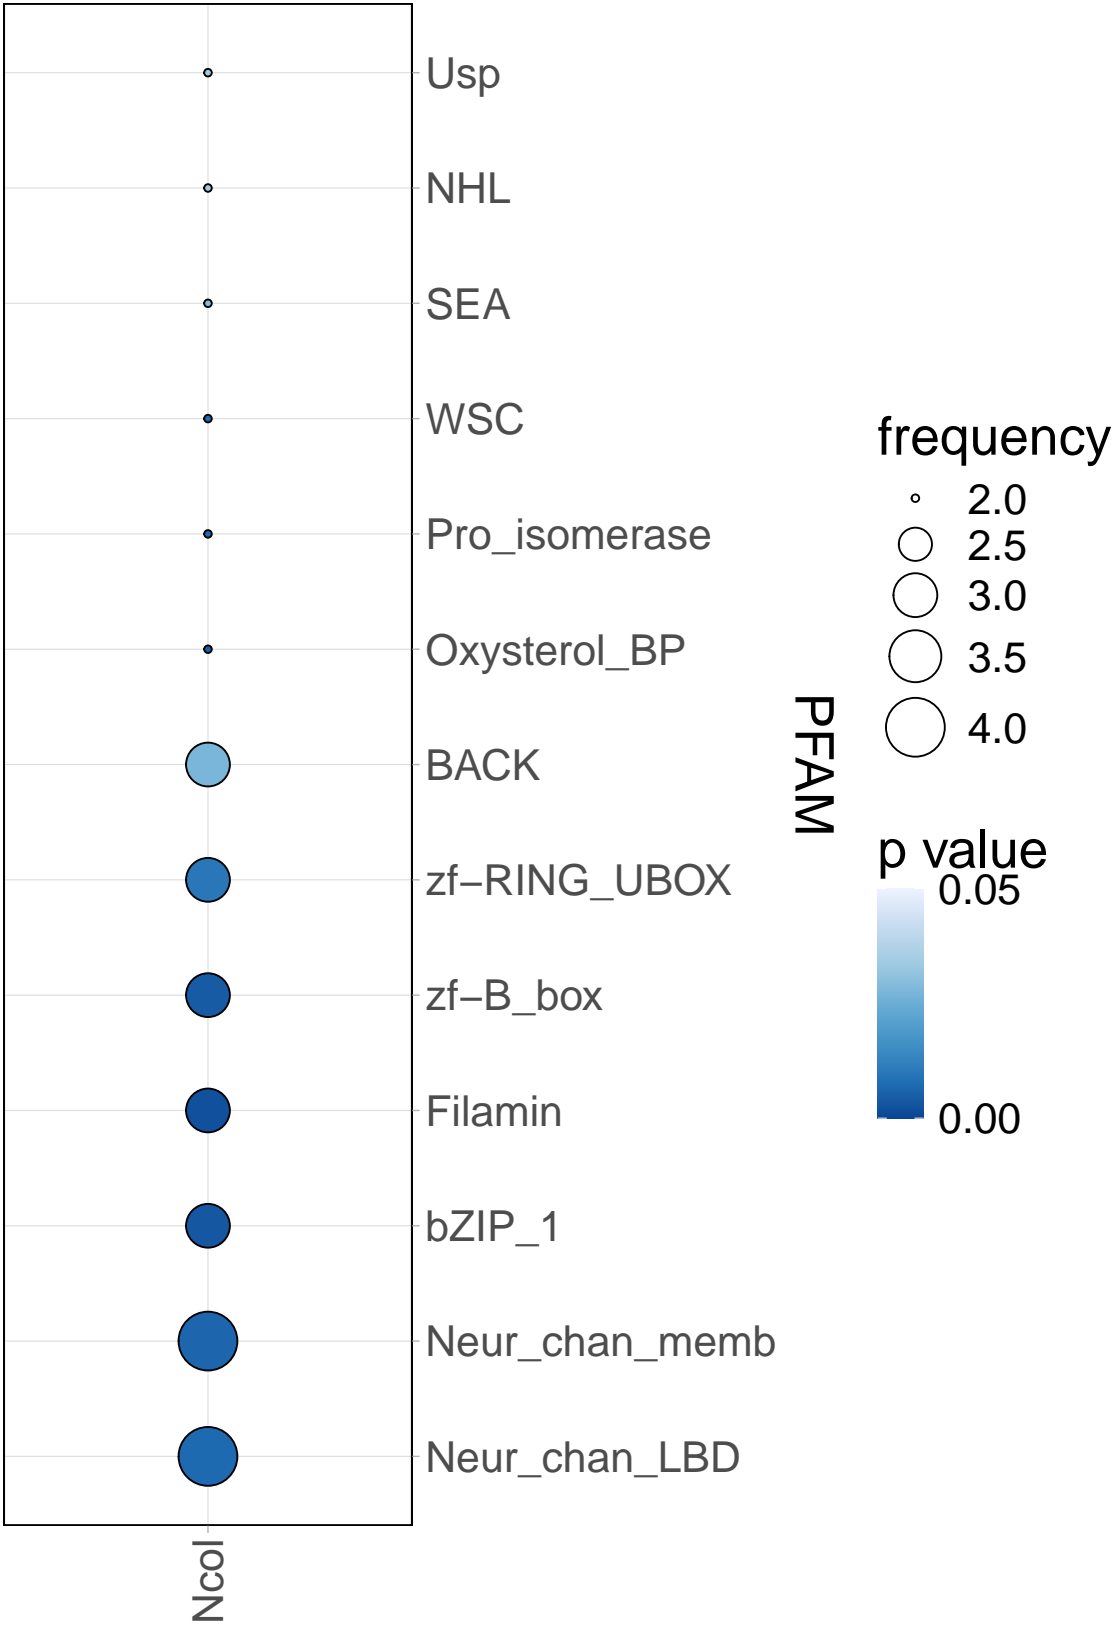 Usp
NHL
SEA
WSC
Pro_isomerase
Oxysterol_BP
BACK
zf−RING_UBOX
zf−B_box
Filamin
bZIP_1
Neur_chan_memb
Neur_chan_LBD
Ncol
PFAM
frequency
2.0
2.5
3.0
3.5
4.0
p value
0.05
0.00